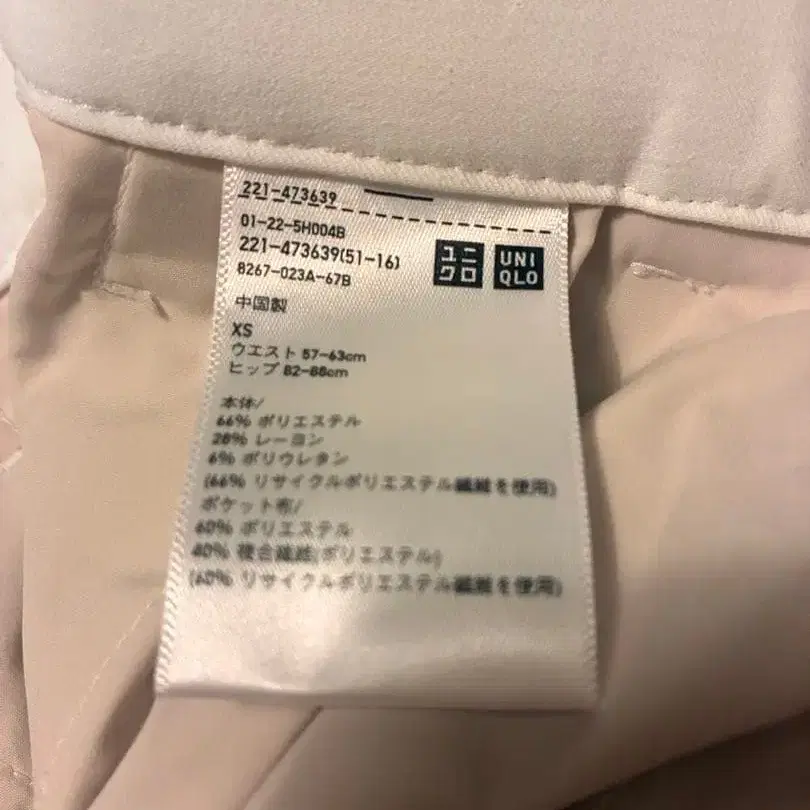 221-473639
01-22-5H004B
221-473639(51-16)
8267-023A-67B
ユニ
クロ
UNI
QLO
中国製
XS
ウエスト 57-63cm
ヒップ 82-88cm
本体/
66% ポリエステル
28% レーヨン
6% ポリウレタン
(66% リサイクルポリエステル繊維を使用)
ポケット布/
60% ポリエステル
40% 複合繊維(ポリエステル)
(60% リサイクルポリエステル繊維を使用)